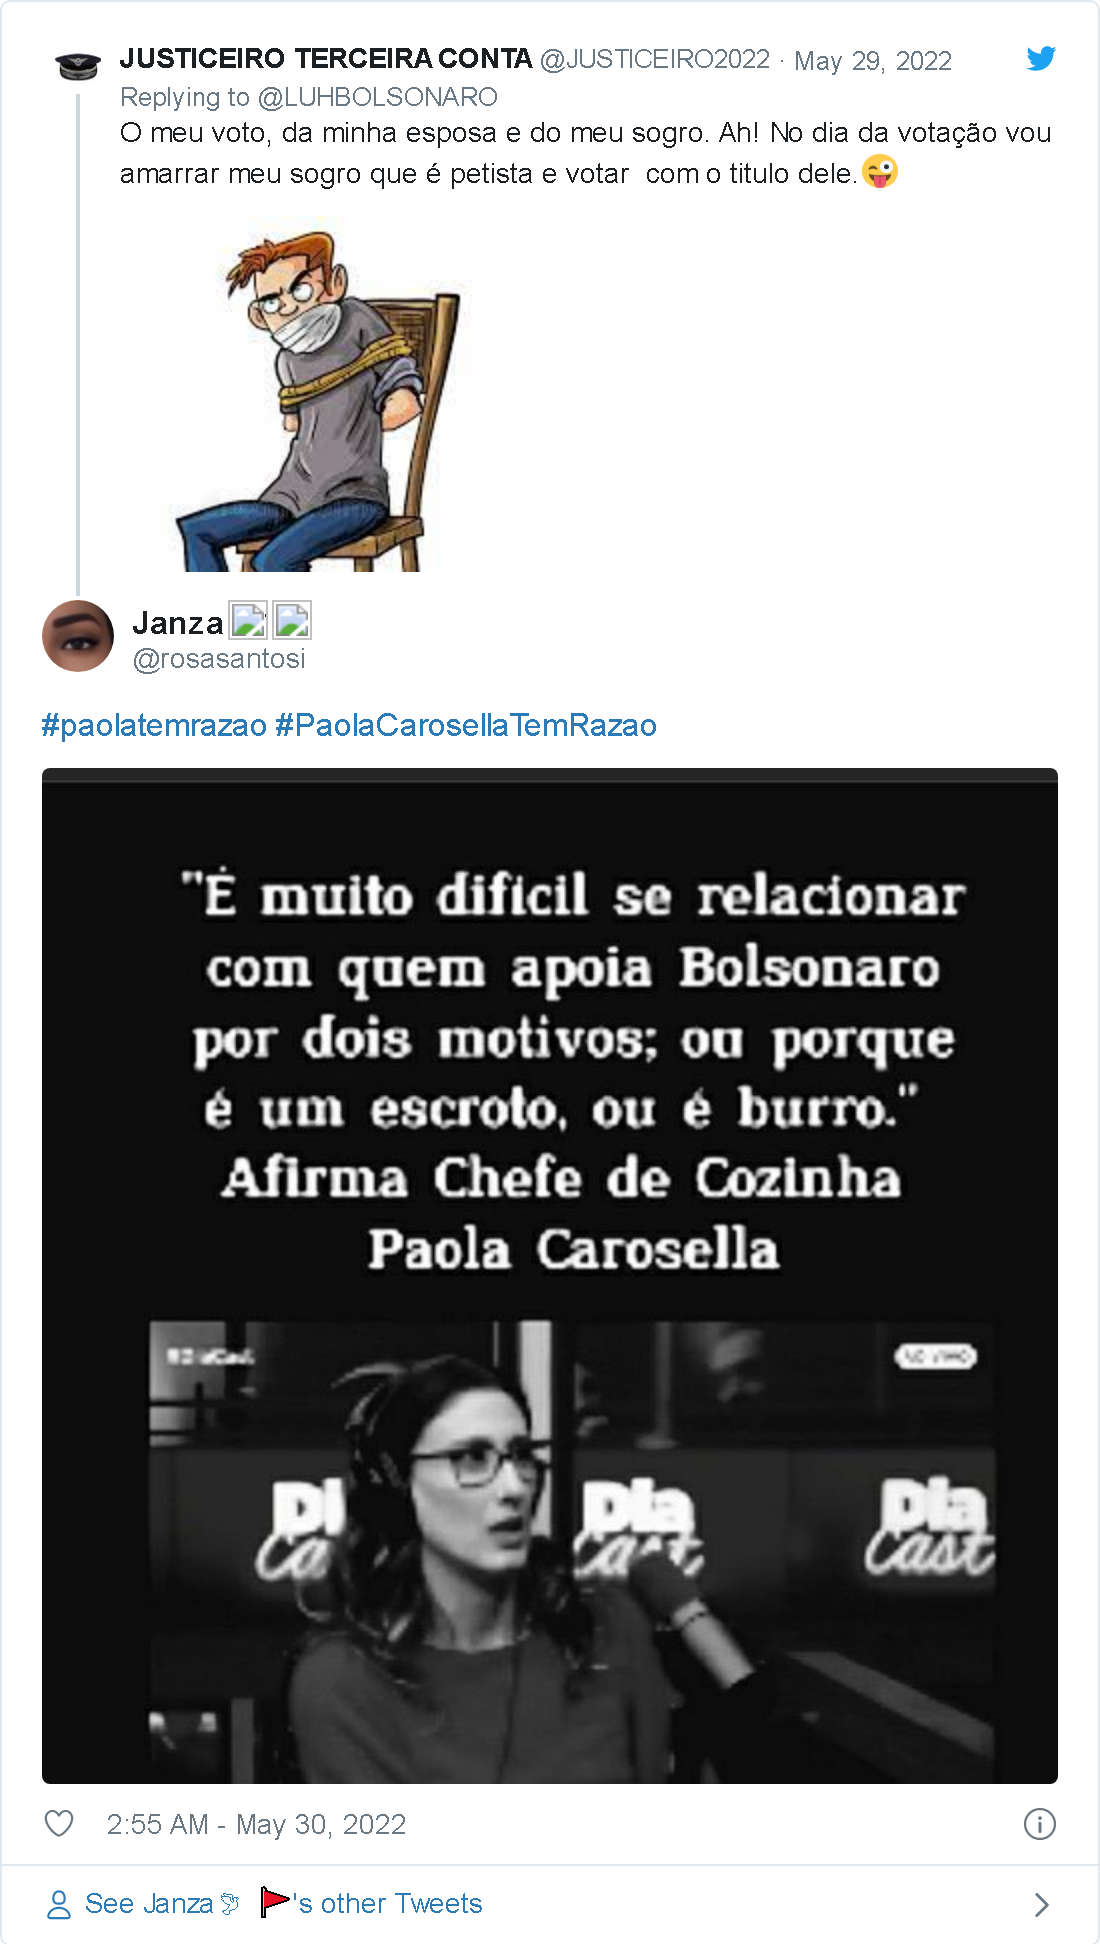 JUSTICEIRO TERCEIRA CONTA @JUSTICEIRO2022 · May 29, 2022
Replying to @LUHBOLSONARO
O meu voto, da minha esposa e do meu sogro. Ah! No dia da votação vou
amarrar meu sogro que é petista e votar com o titulo dele.😜
Janza
@rosasantosi
#paolatemrazao #PaolaCarosellaTemRazao
"É muito dificil se relacionar
com quem apoia Bolsonaro
por dois motivos; ou porque
é um escroto, ou é burro."
Afirma Chefe de Cozinha
Paola Carosella
Di
Ca
Dia
Cast
Dia
Cast
2:55 AM - May 30, 2022
See Janza🕊 🚩's other Tweets